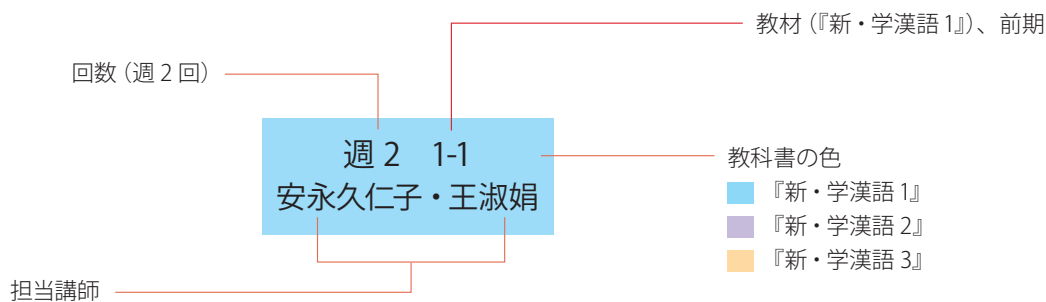 教材（『新・学漢語 1』）、前期
回数（週 2 回）
週 2　1-1
安永久仁子・王淑娟
教科書の色
『新・学漢語 1』
『新・学漢語 2』
『新・学漢語 3』
担当講師